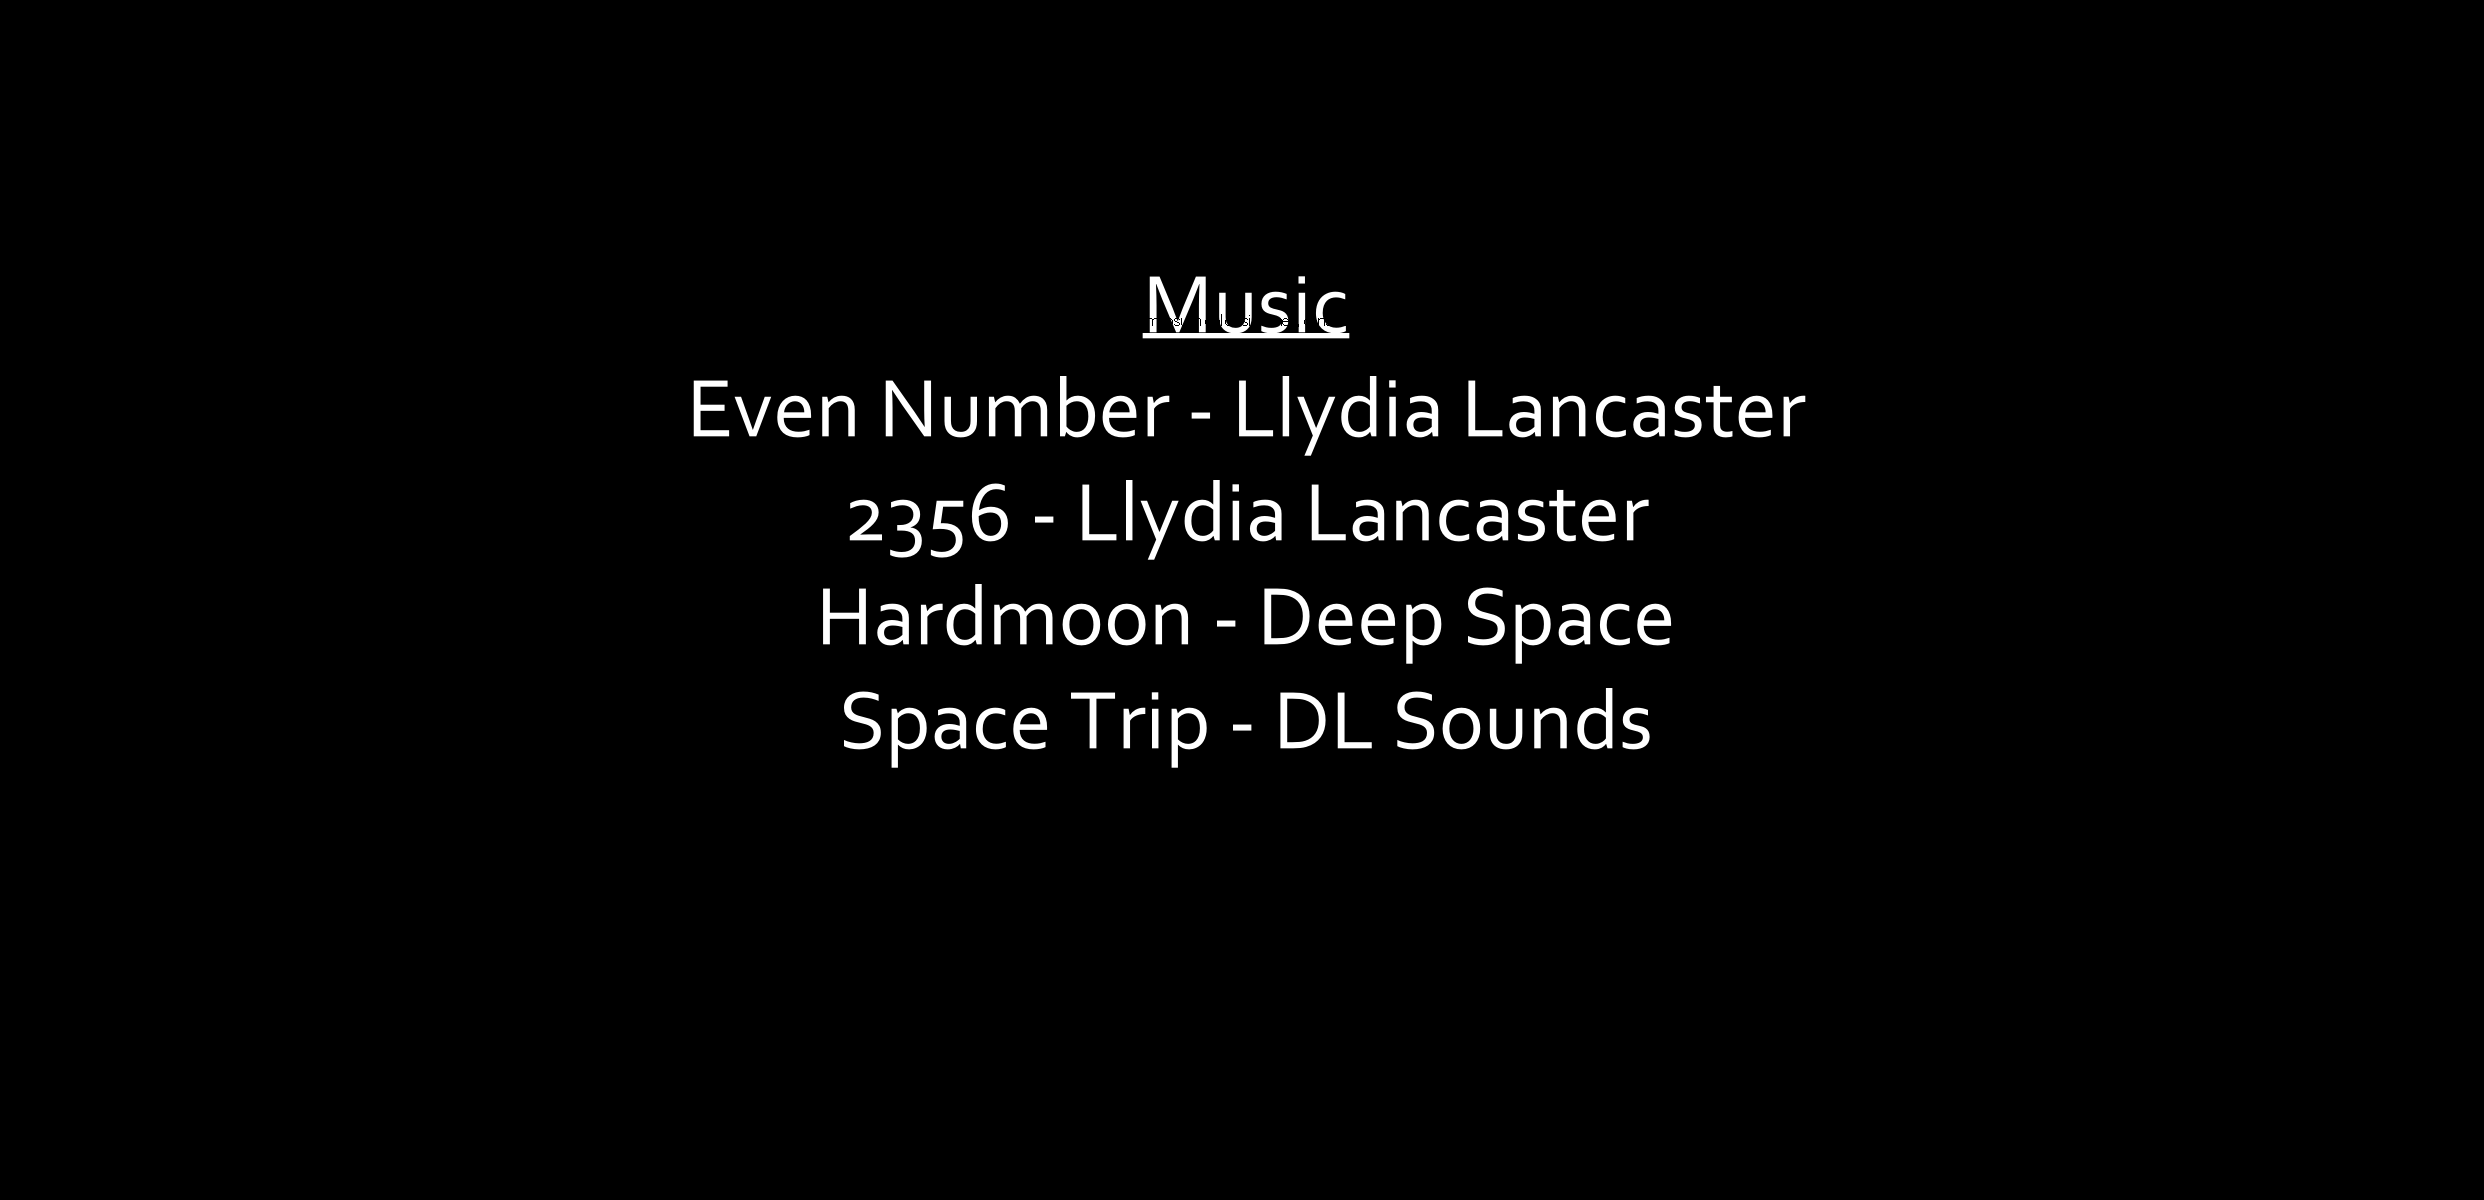 Music
Even Number - Llydia Lancaster
2356 - Llydia Lancaster
Hardmoon - Deep Space
Space Trip - DL Sounds